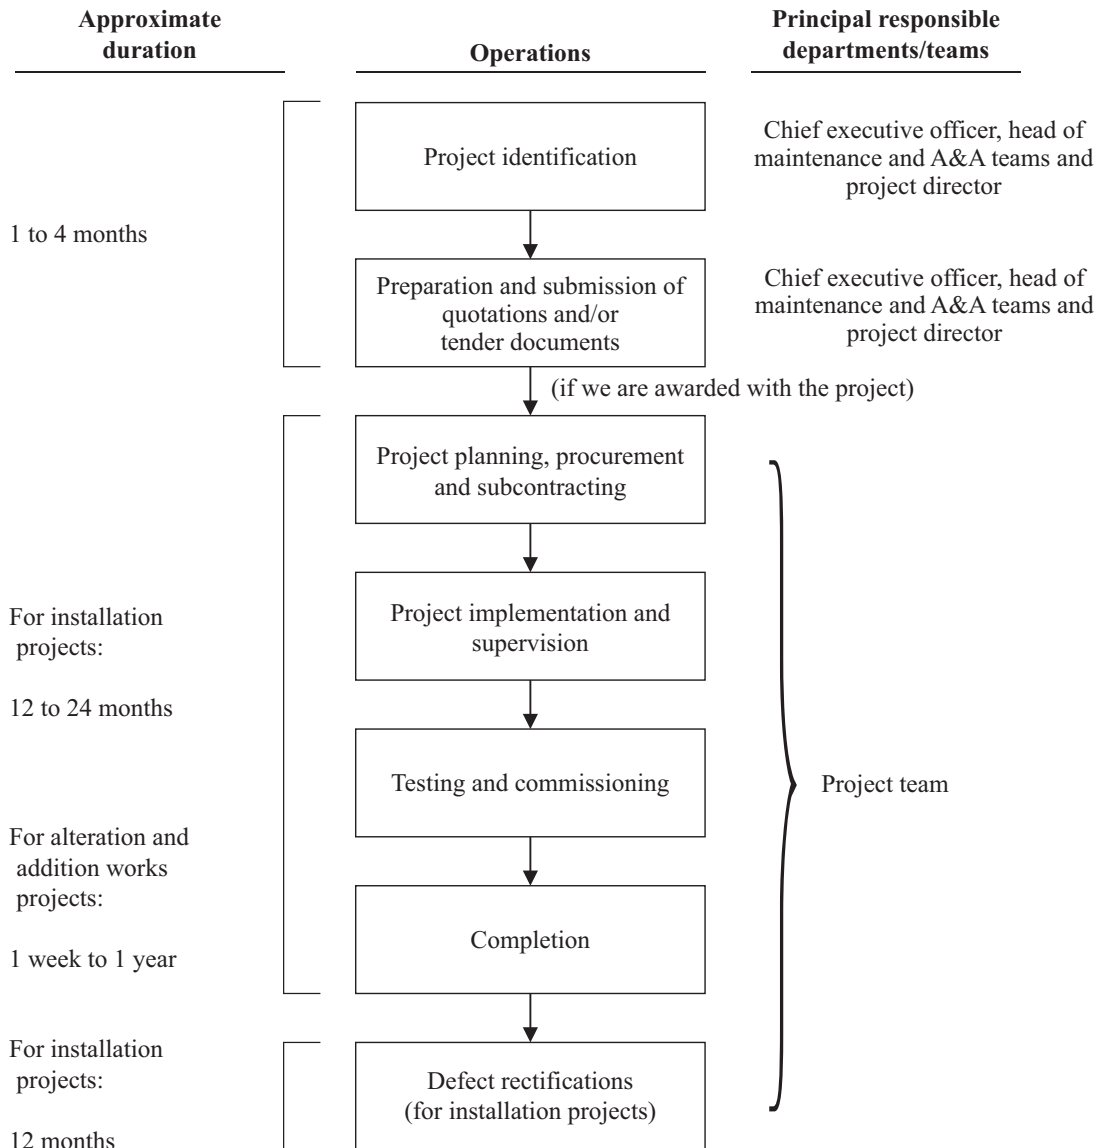 Approximate
duration
Operations
Principal responsible
departments/teams
1 to 4 months
Project identification
Chief executive officer, head of
maintenance and A&A teams and
project director
Preparation and submission of
quotations and/or
tender documents
Chief executive officer, head of
maintenance and A&A teams and
project director
(if we are awarded with the project)
For installation
projects:
12 to 24 months
For alteration and
addition works
projects:
1 week to 1 year
Project planning, procurement
and subcontracting
Project implementation and
supervision
Testing and commissioning
Completion
Project team
For installation
projects:
12 months
Defect rectifications
(for installation projects)